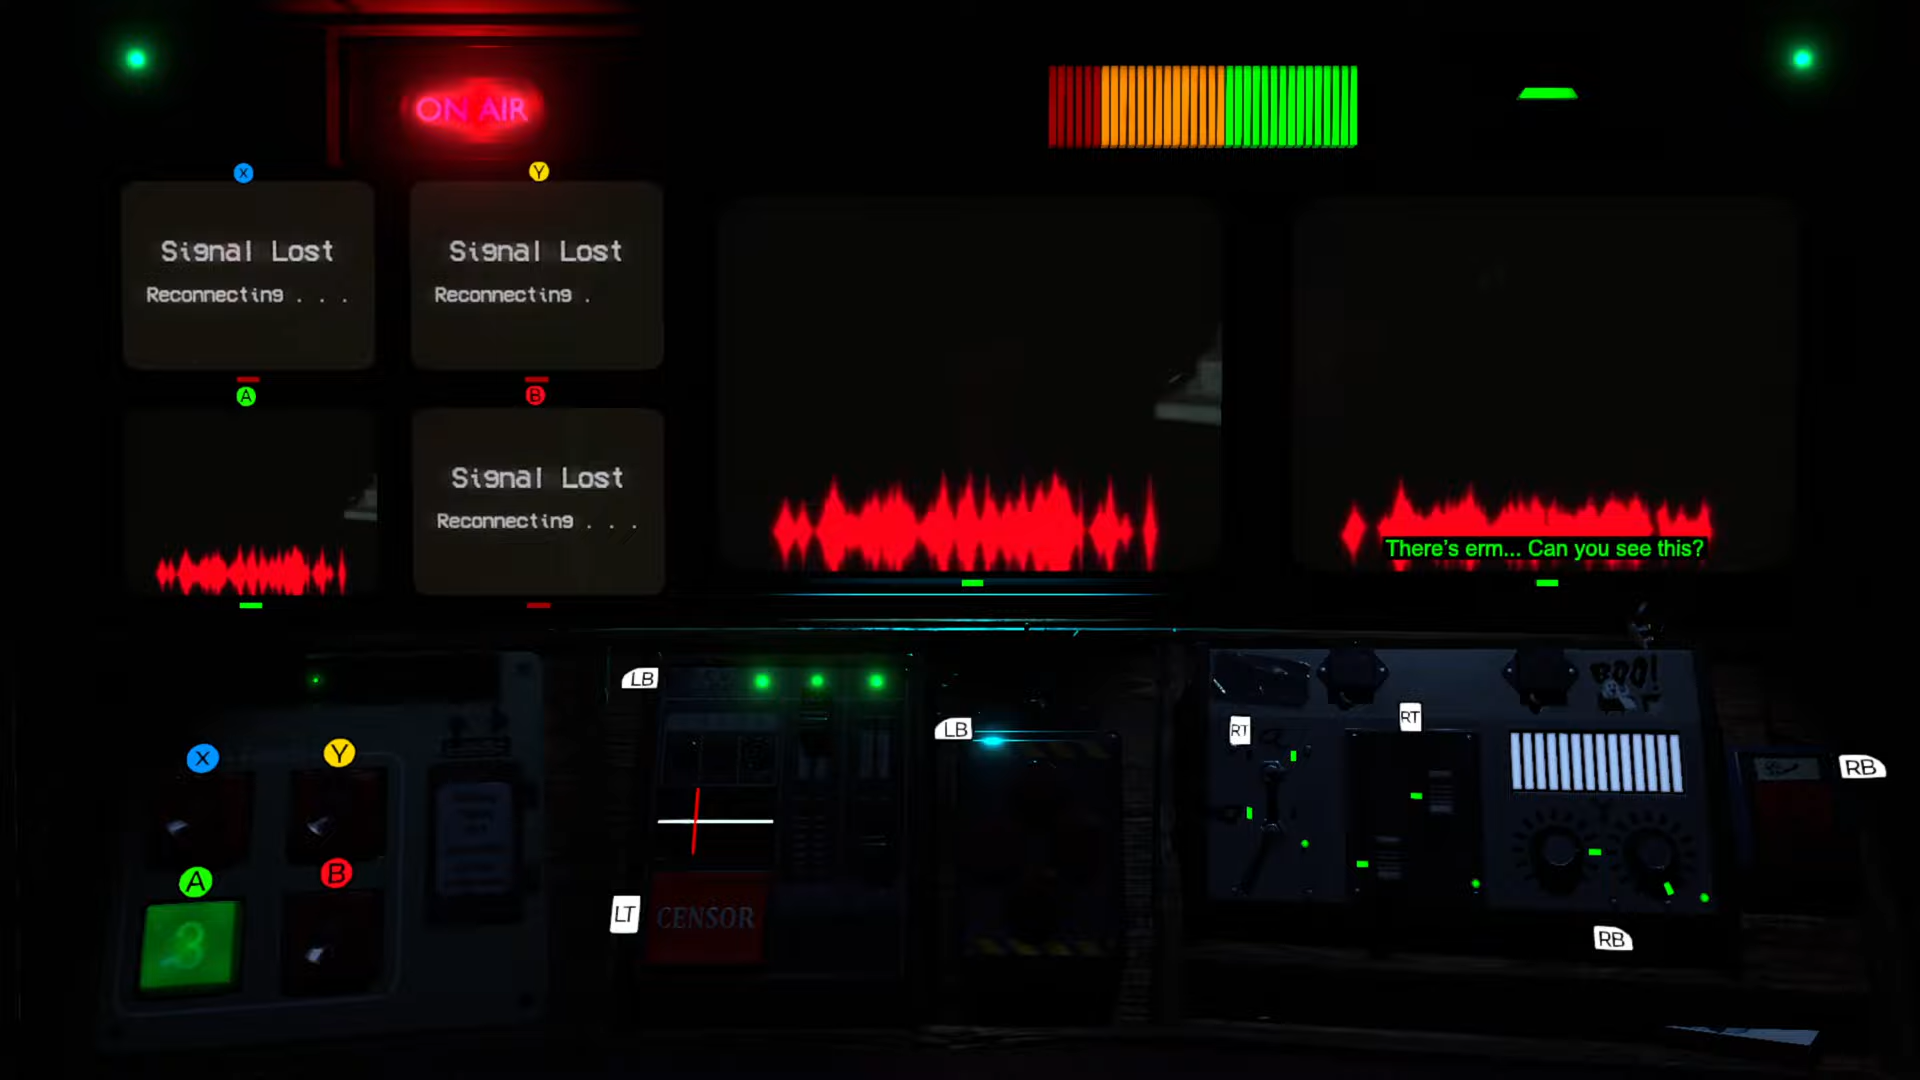 ON AIR
X
Y
Signal Lost
Reconnecting . . .
Signal Lost
Reconnecting .
A
B
Signal Lost
Reconnecting . . .
There's erm... Can you see this?
LB
LB
RT
RT
BOO!
RB
X
Y
A
B
3
LT
CENSOR
RB